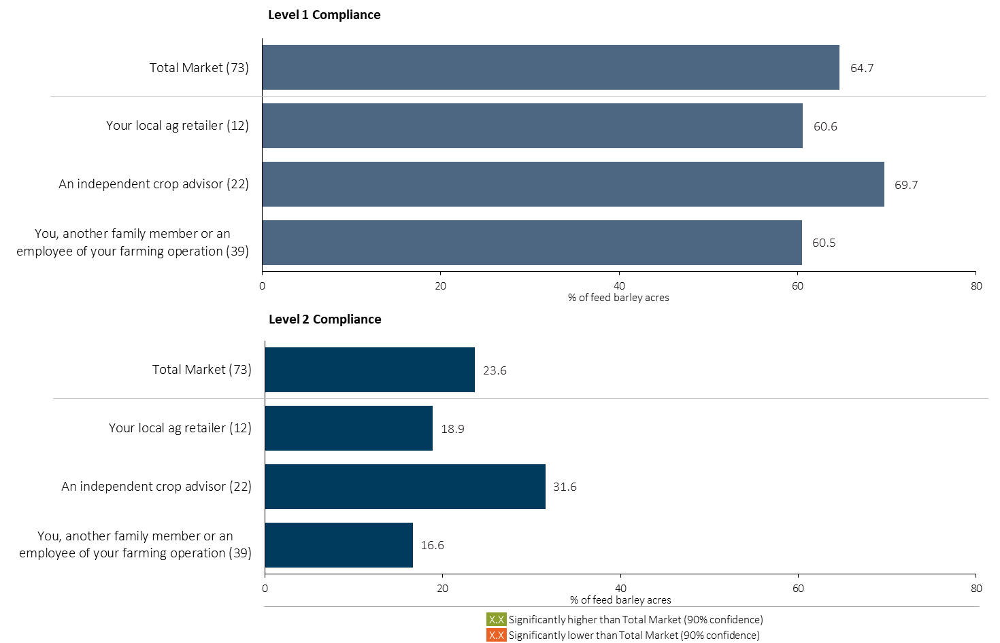 Level 1 Compliance
Total Market (73)
64.7
Your local ag retailer (12)
60.6
An independent crop advisor (22)
69.7
You, another family member or an
employee of your farming operation (39)
60.5
0 20 40 60 80
% of feed barley acres
Level 2 Compliance
Total Market (73)
23.6
Your local ag retailer (12)
18.9
An independent crop advisor (22)
31.6
You, another family member or an
employee of your farming operation (39)
16.6
0 20 40 60 80
% of feed barley acres
X.X Significantly higher than Total Market (90% confidence)
X.X Significantly lower than Total Market (90% confidence)